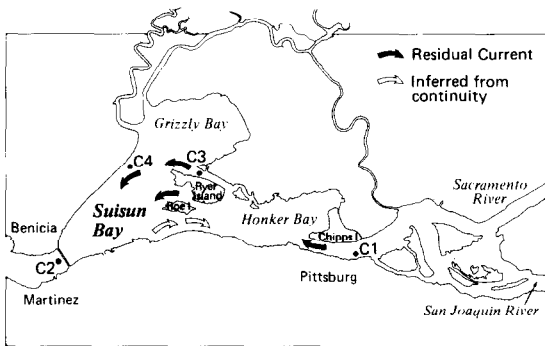 Residual Current
Inferred from
continuity
Grizzly Bay
C4
C3
Ryer
Island
Roe I
Suisun
Bay
Honker Bay
Sacramento
River
Benicia
Chipps I
C1
C2
Pittsburg
Martinez
San Joaquin River